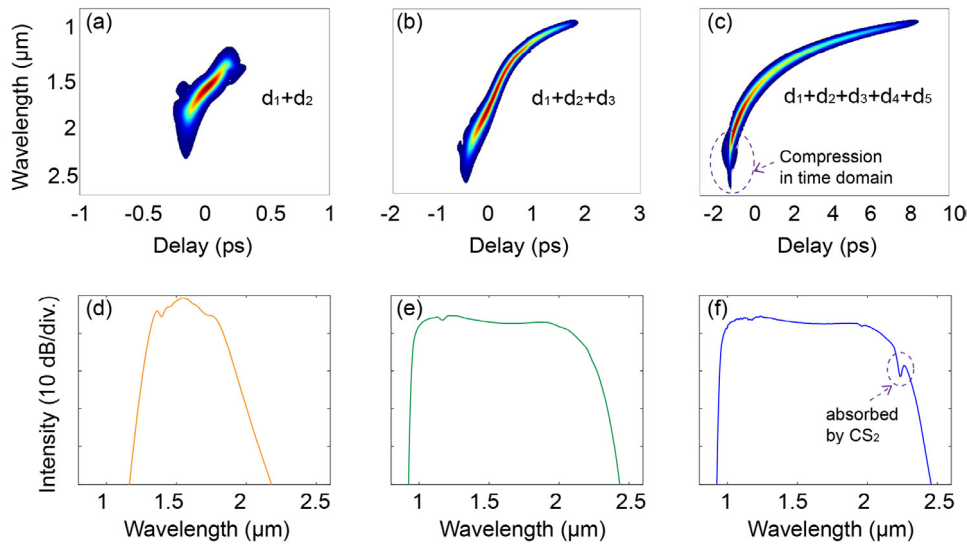 (a)
(b)
(c)
Wavelength (μm)
1
1.5
2
2.5
d₁+d₂
d₁+d₂+d₃
d₁+d₂+d₃+d₄+d₅
Compression
in time domain
-1 -0.5 0 0.5 1
-2 -1 0 1 2 3
-2 0 2 4 6 8 10
Delay (ps)
Delay (ps)
Delay (ps)
(d)
(e)
(f)
Intensity (10 dB/div.)
absorbed
by CS₂
1 1.5 2 2.5
1 1.5 2 2.5
1 1.5 2 2.5
Wavelength (μm)
Wavelength (μm)
Wavelength (μm)